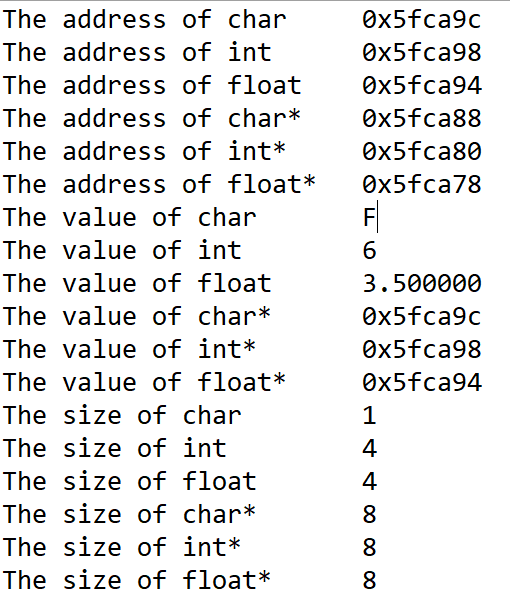 The address of char 0x5fca9c
The address of int 0x5fca98
The address of float 0x5fca94
The address of char* 0x5fca88
The address of int* 0x5fca80
The address of float* 0x5fca78
The value of char F
The value of int 6
The value of float 3.500000
The value of char* 0x5fca9c
The value of int* 0x5fca98
The value of float* 0x5fca94
The size of char 1
The size of int 4
The size of float 4
The size of char* 8
The size of int* 8
The size of float* 8